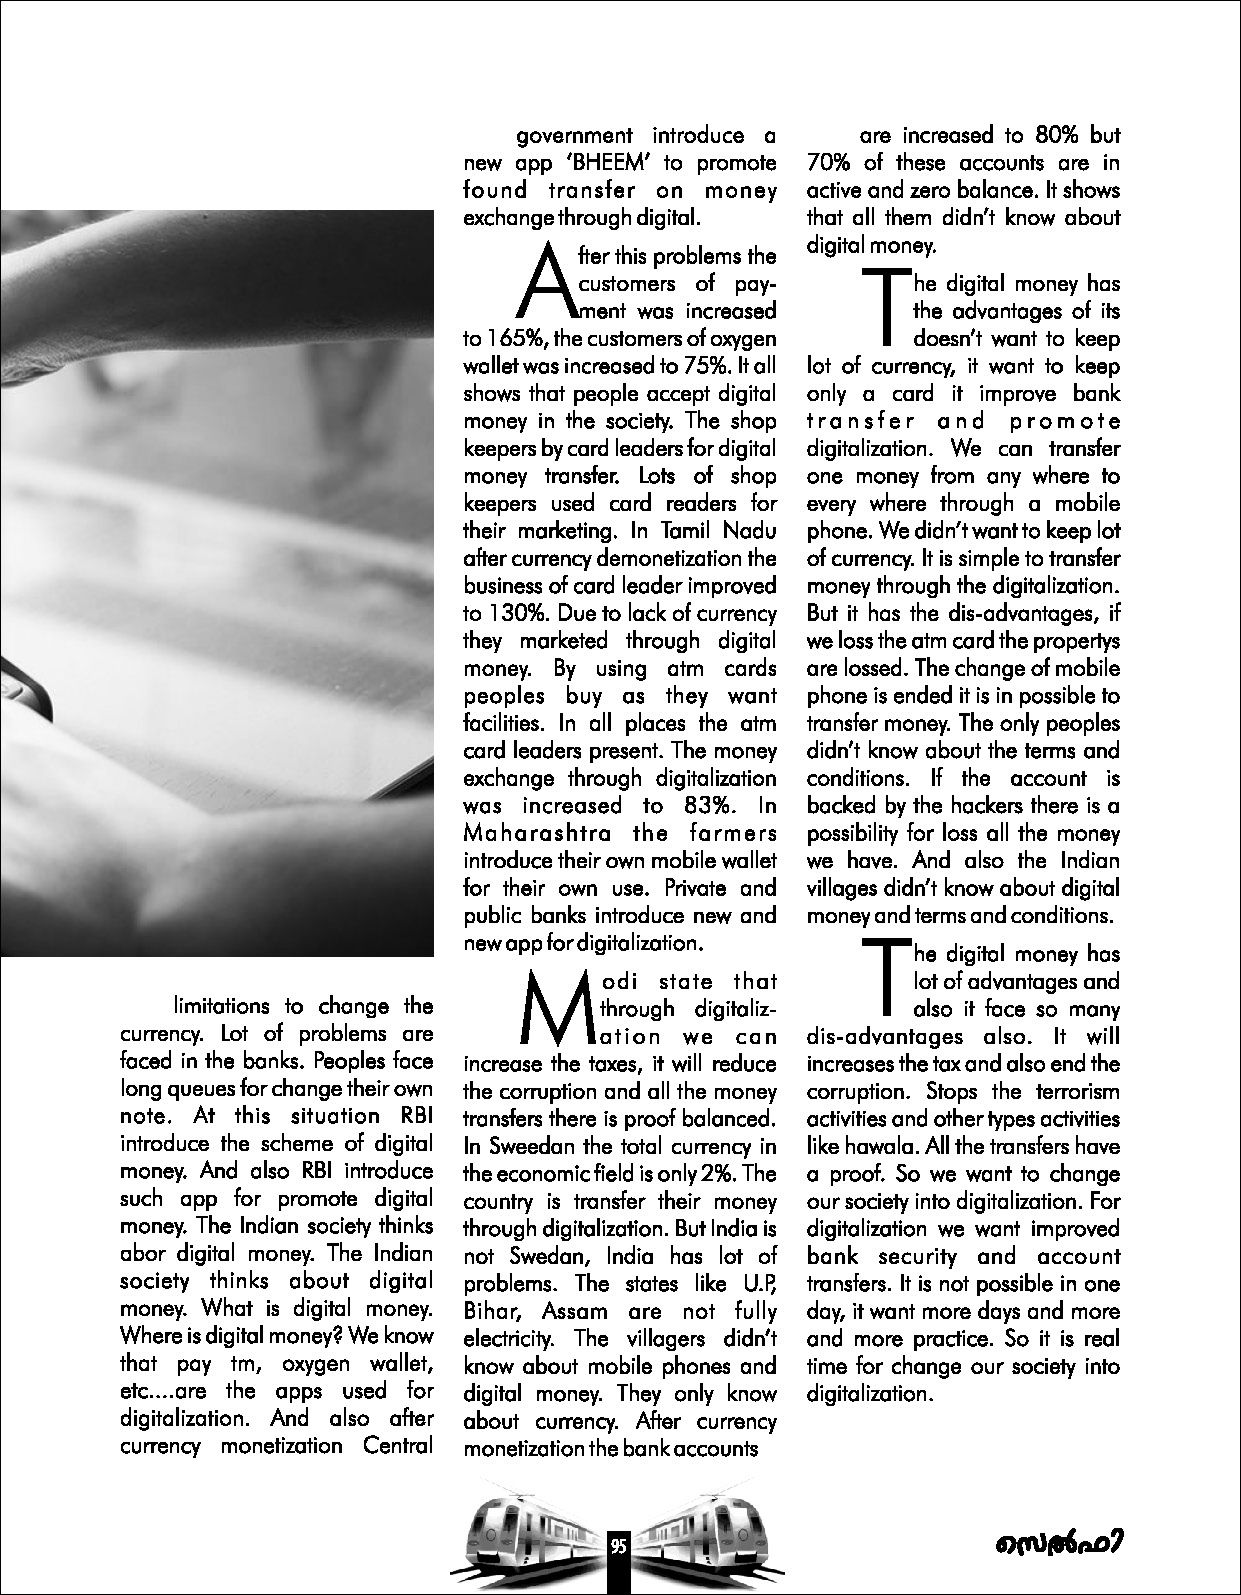 limitations to change the
currency. Lot of problems are
faced in the banks. Peoples face
long queues for change their own
note. At this situation RBI
introduce the scheme of digital
money. And also RBI introduce
such app for promote digital
money. The Indian society thinks
abor digital money. The Indian
society thinks about digital
money. What is digital money.
Where is digital money? We know
that pay tm, oxygen wallet,
etc....are the apps used for
digitalization. And also after
currency monetization Central
government introduce a
new app ‘BHEEM’ to promote
found transfer on money
exchange through digital.
After this problems the
customers of pay-
ment was increased
to 165%, the customers of oxygen
wallet was increased to 75%. It all
shows that people accept digital
money in the society. The shop
keepers by card leaders for digital
money transfer. Lots of shop
keepers used card readers for
their marketing. In Tamil Nadu
after currency demonetization the
business of card leader improved
to 130%. Due to lack of currency
they marketed through digital
money. By using atm cards
peoples buy as they want
facilities. In all places the atm
card leaders present. The money
exchange through digitalization
was increased to 83%. In
Maharashtra the farmers
introduce their own mobile wallet
for their own use. Private and
public banks introduce new and
new app for digitalization.
Modi state that
through digitaliz-
ation we can
increase the taxes, it will reduce
the corruption and all the money
transfers there is proof balanced.
In Sweedan the total currency in
the economic field is only 2%. The
country is transfer their money
through digitalization. But India is
not Swedan, India has lot of
problems. The states like U.P,
Bihar, Assam are not fully
electricity. The villagers didn’t
know about mobile phones and
digital money. They only know
about currency. After currency
monetization the bank accounts
are increased to 80% but
70% of these accounts are in
active and zero balance. It shows
that all them didn’t know about
digital money.
The digital money has
the advantages of its
doesn’t want to keep
lot of currency, it want to keep
only a card it improve bank
transfer and promote
digitalization. We can transfer
one money from any where to
every where through a mobile
phone. We didn’t want to keep lot
of currency. It is simple to transfer
money through the digitalization.
But it has the dis-advantages, if
we loss the atm card the propertys
are lossed. The change of mobile
phone is ended it is in possible to
transfer money. The only peoples
didn’t know about the terms and
conditions. If the account is
backed by the hackers there is a
possibility for loss all the money
we have. And also the Indian
villages didn’t know about digital
money and terms and conditions.
The digital money has
lot of advantages and
also it face so many
dis-advantages also. It will
increases the tax and also end the
corruption. Stops the terrorism
activities and other types activities
like hawala. All the transfers have
a proof. So we want to change
our society into digitalization. For
digitalization we want improved
bank security and account
transfers. It is not possible in one
day, it want more days and more
and more practice. So it is real
time for change our society into
digitalization.
95
സെൽഫി